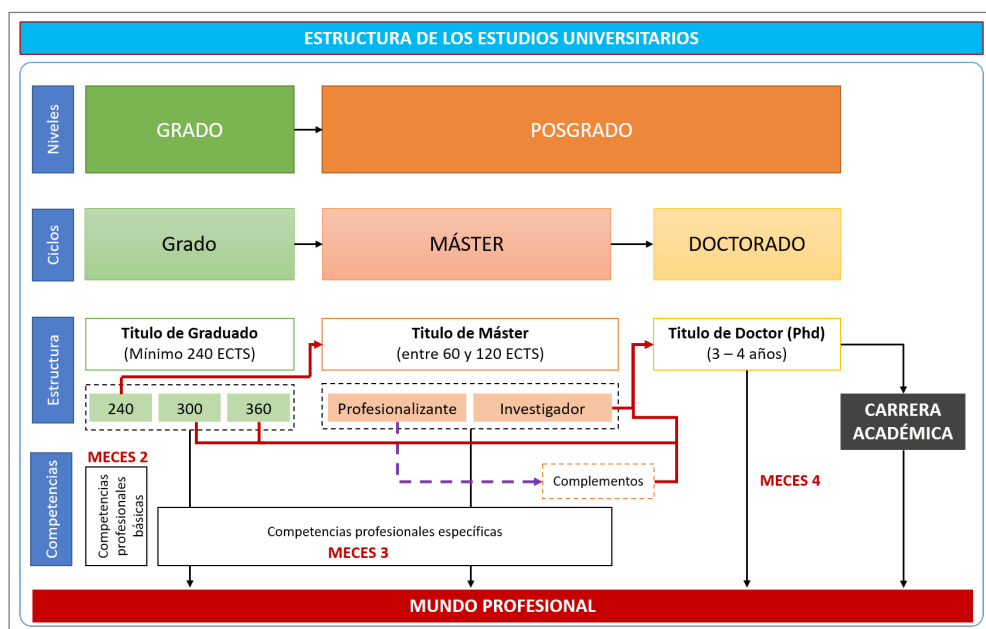 ESTRUCTURA DE LOS ESTUDIOS UNIVERSITARIOS
Niveles
GRADO
POSGRADO
Ciclos
Grado
MÁSTER
DOCTORADO
Estructura
Titulo de Graduado
(Mínimo 240 ECTS)
Titulo de Máster
(entre 60 y 120 ECTS)
Titulo de Doctor (Phd)
(3 – 4 años)
240
300
360
Profesionalizante
Investigador
CARRERA
ACADÉMICA
Competencias
MECES 2
Competencias
profesionales
básicas
Complementos
MECES 4
Competencias profesionales específicas
MECES 3
MUNDO PROFESIONAL